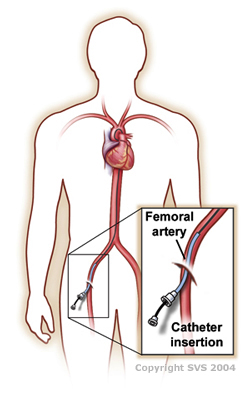 Femoral
artery
Catheter
insertion
Copyright SVS 2004